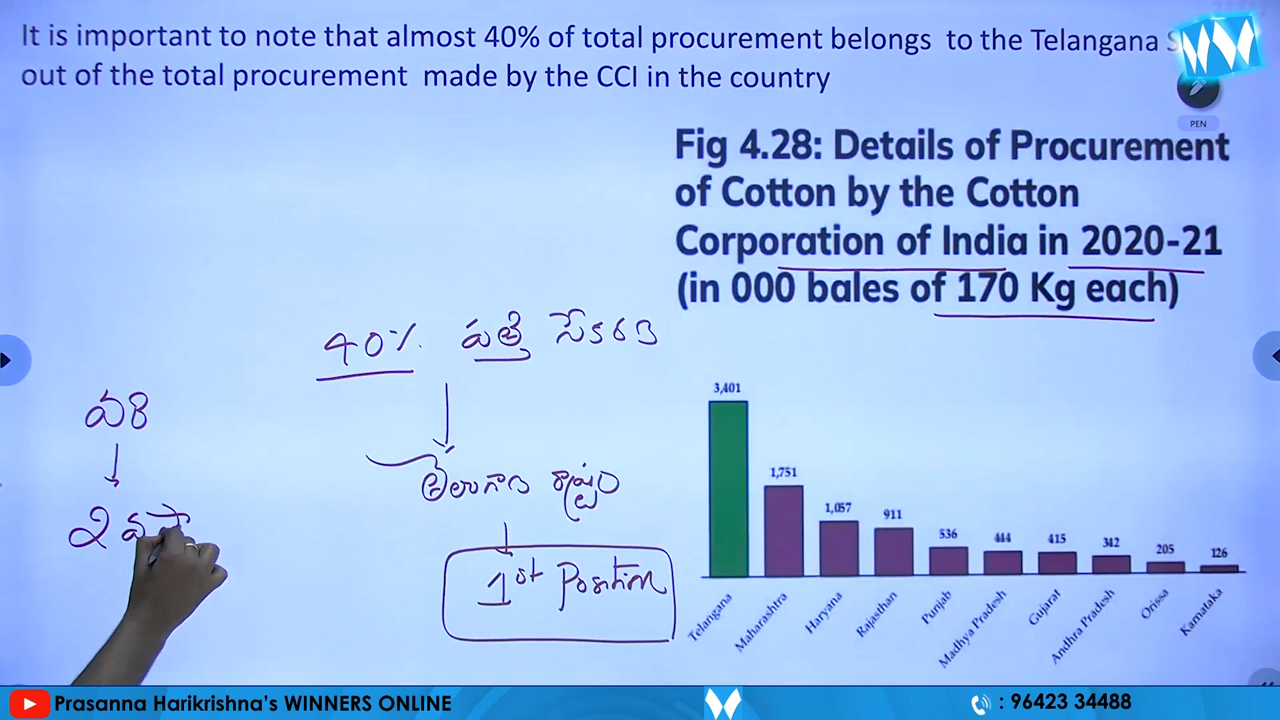 It is important to note that almost 40% of total procurement belongs to the Telangana S
out of the total procurement made by the CCI in the country
PEN
Fig 4.28: Details of Procurement
of Cotton by the Cotton
Corporation of India in 2020-21
(in 000 bales of 170 Kg each)
40% పత్తి సేకరణ
వరి
తెలంగాణ రాష్ట్రం
2 వ
1st Position
3,401
1,751
1,057
911
536
444
415
342
205
126
Telangana
Maharashtra
Haryana
Rajasthan
Punjab
Madhya Pradesh
Gujarat
Andhra Pradesh
Orissa
Karnataka
Prasanna Harikrishna's WINNERS ONLINE
: 96423 34488